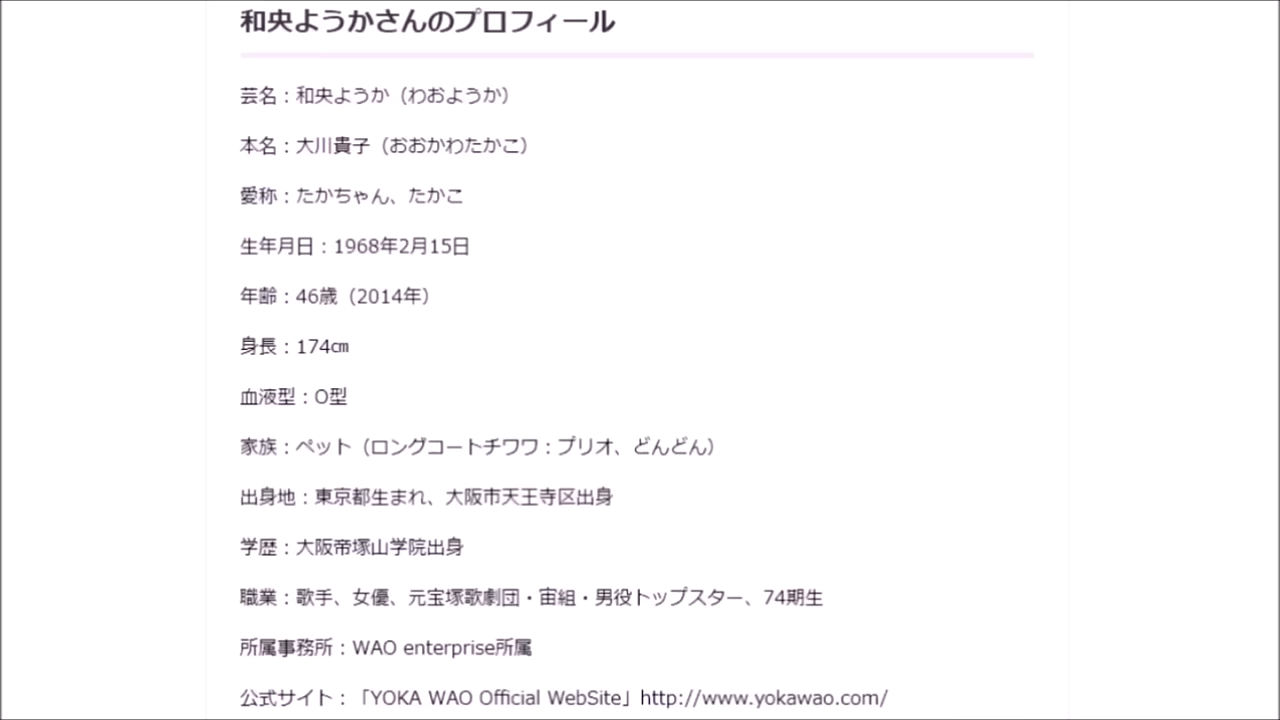 和央ようかさんのプロフィール
芸名：和央ようか（わおようか）
本名：大川貴子（おおかわたかこ）
愛称：たかちゃん、たかこ
生年月日：1968年2月15日
年齢：46歳（2014年）
身長：174㎝
血液型：O型
家族：ペット（ロングコートチワワ：プリオ、どんどん）
出身地：東京都生まれ、大阪市天王寺区出身
学歴：大阪帝塚山学院出身
職業：歌手、女優、元宝塚歌劇団・宙組・男役トップスター、74期生
所属事務所：WAO enterprise所属
公式サイト：「YOKA WAO Official WebSite」http://www.yokawao.com/